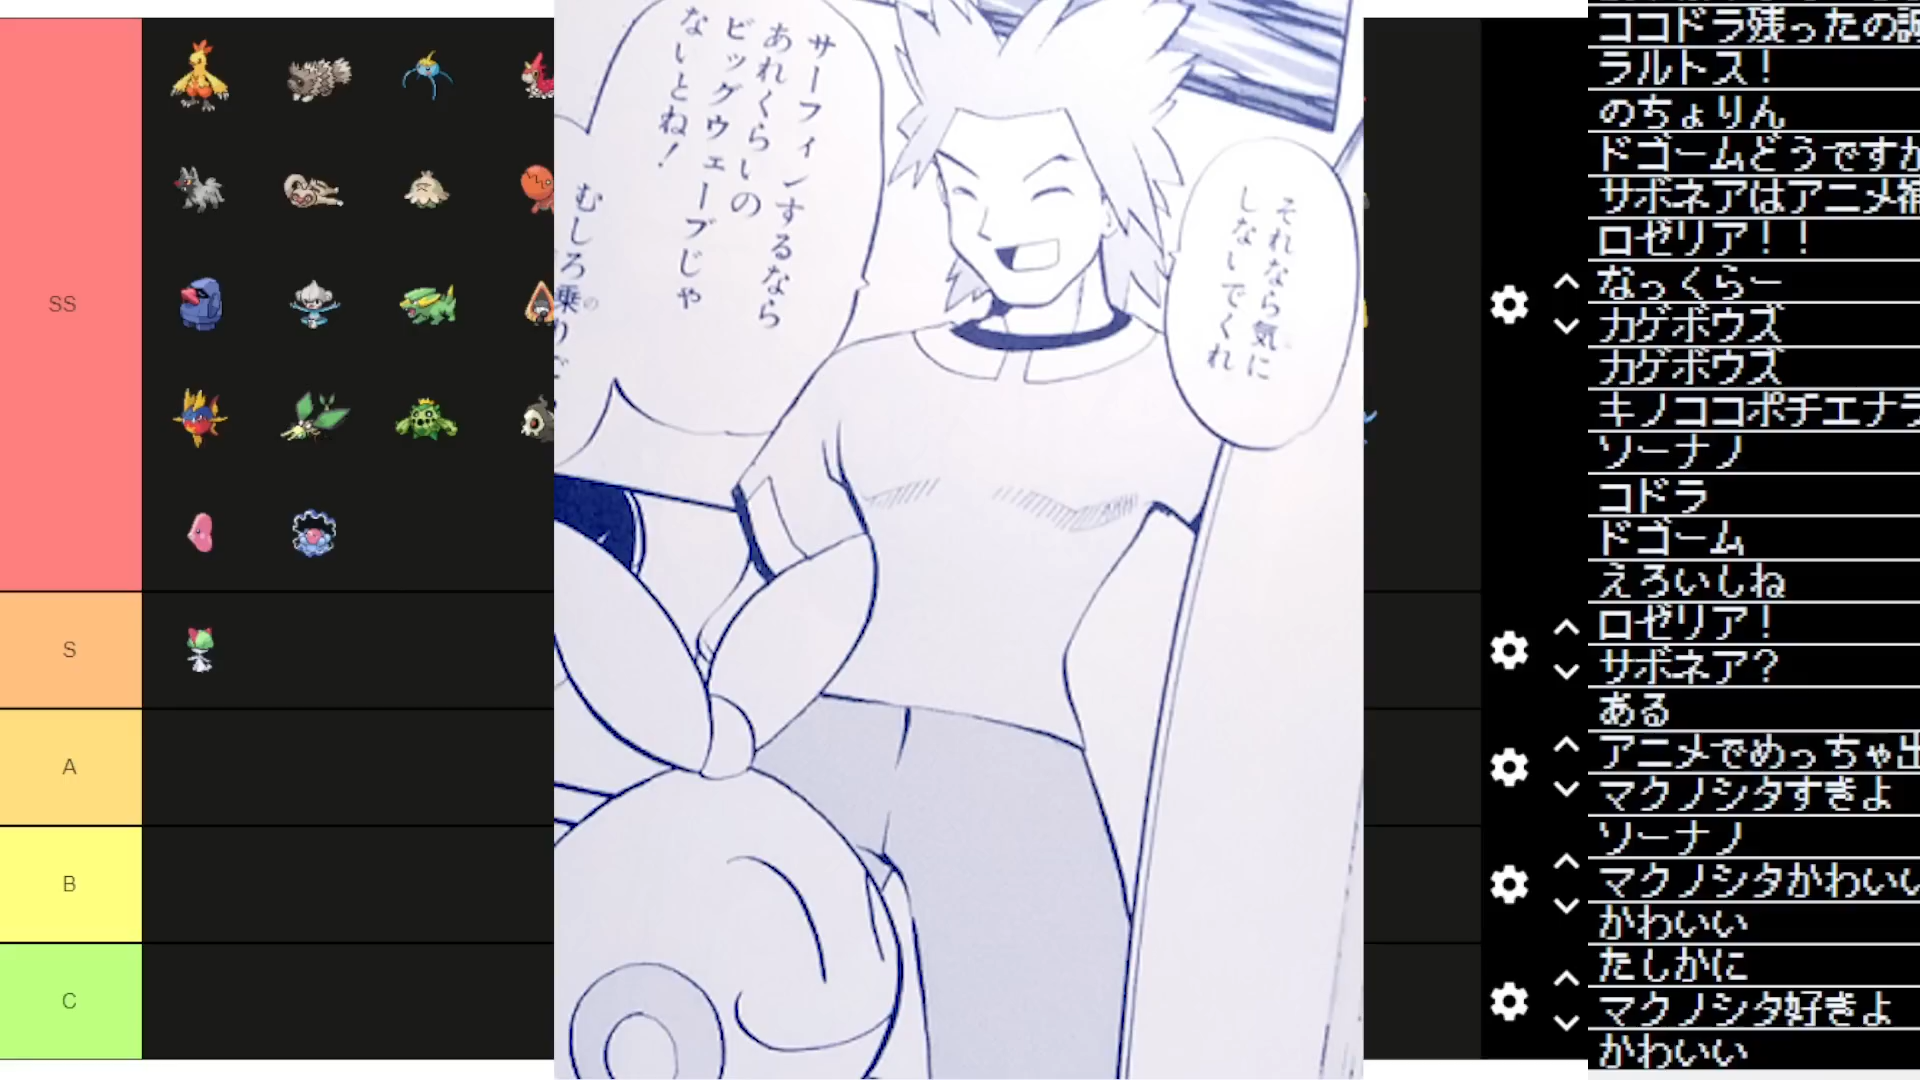 SS
S
A
B
C
サーフィンするなら
あれくらいの
ビッグウェーブじゃ
ないとね！
むしろ乗りご
それなら気に
しないでくれ
ココドラ残ったの誰
ラルトス！
のちょりん
ドゴームどうですか
サボネアはアニメ補
ロゼリア！！
なっくらー
カゲボウズ
カゲボウズ
キノココポチエナラ
ソーナノ
コドラ
ドゴーム
えろいしね
ロゼリア！
サボネア？
ある
アニメでめっちゃ出
マクノシタすきよ
ソーナノ
マクノシタかわいい
かわいい
たしかに
マクノシタ好きよ
かわいい